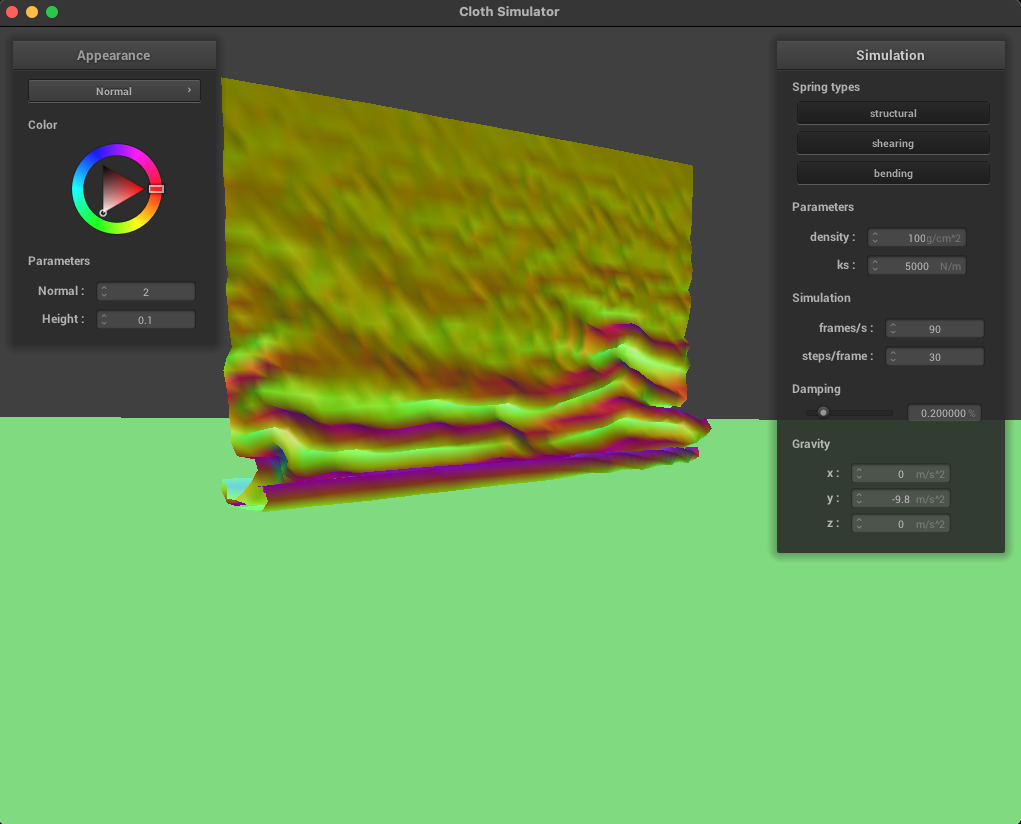 Cloth Simulator
Appearance
Normal ›
Color
Parameters
Normal : 2
Height : 0.1
Simulation
Spring types
structural
shearing
bending
Parameters
density : 100 g/cm^2
ks : 5000 N/m
Simulation
frames/s : 90
steps/frame : 30
Damping
0.200000 %
Gravity
x : 0 m/s^2
y : -9.8 m/s^2
z : 0 m/s^2